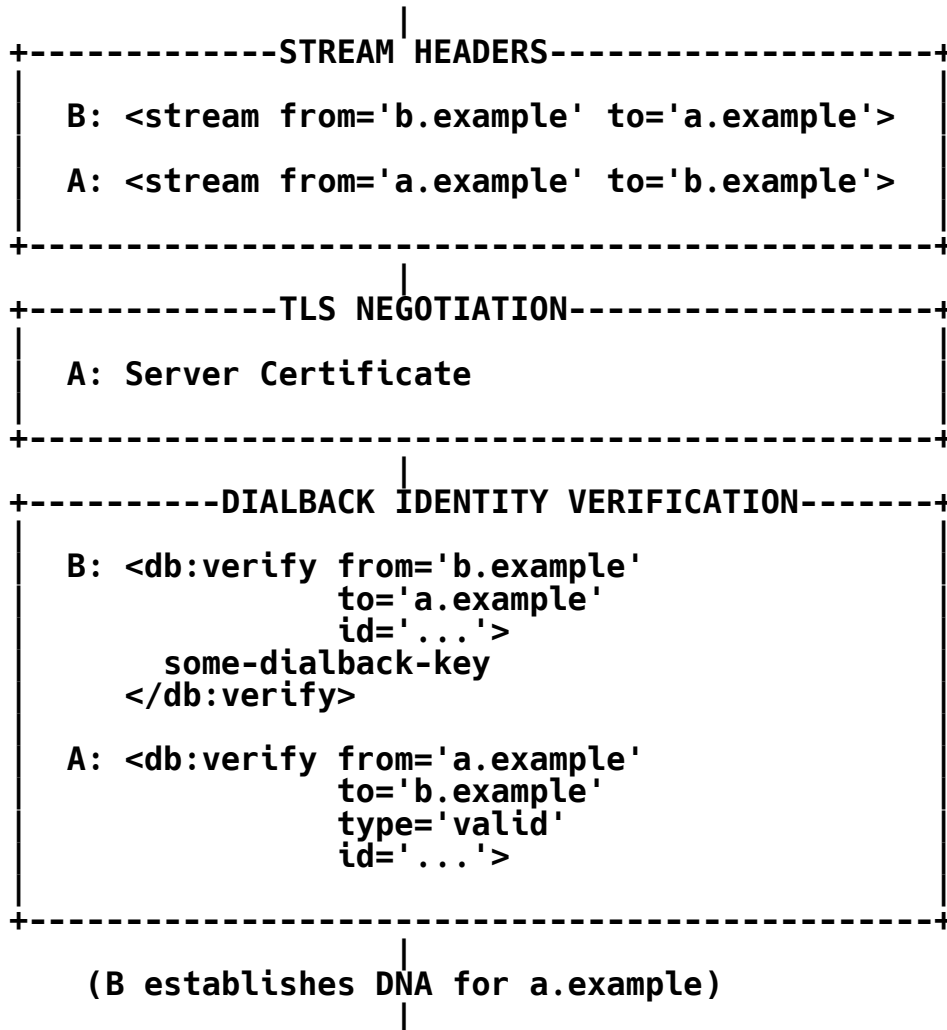 |
+-------------STREAM HEADERS--------------------+
|                                               |
|  B: <stream from='b.example' to='a.example'>  |
|                                               |
|  A: <stream from='a.example' to='b.example'>  |
|                                               |
+-----------------------------------------------+
                    |
+-------------TLS NEGOTIATION-------------------+
|                                               |
|  A: Server Certificate                        |
|                                               |
+-----------------------------------------------+
                    |
+----------DIALBACK IDENTITY VERIFICATION-------+
|                                               |
|  B: <db:verify from='b.example'               |
|                to='a.example'                 |
|                id='...'>                      |
|       some-dialback-key                       |
|     </db:verify>                              |
|                                               |
|  A: <db:verify from='a.example'               |
|                to='b.example'                 |
|                type='valid'                   |
|                id='...'>                      |
|                                               |
+-----------------------------------------------+
                    |
    (B establishes DNA for a.example)
                    |